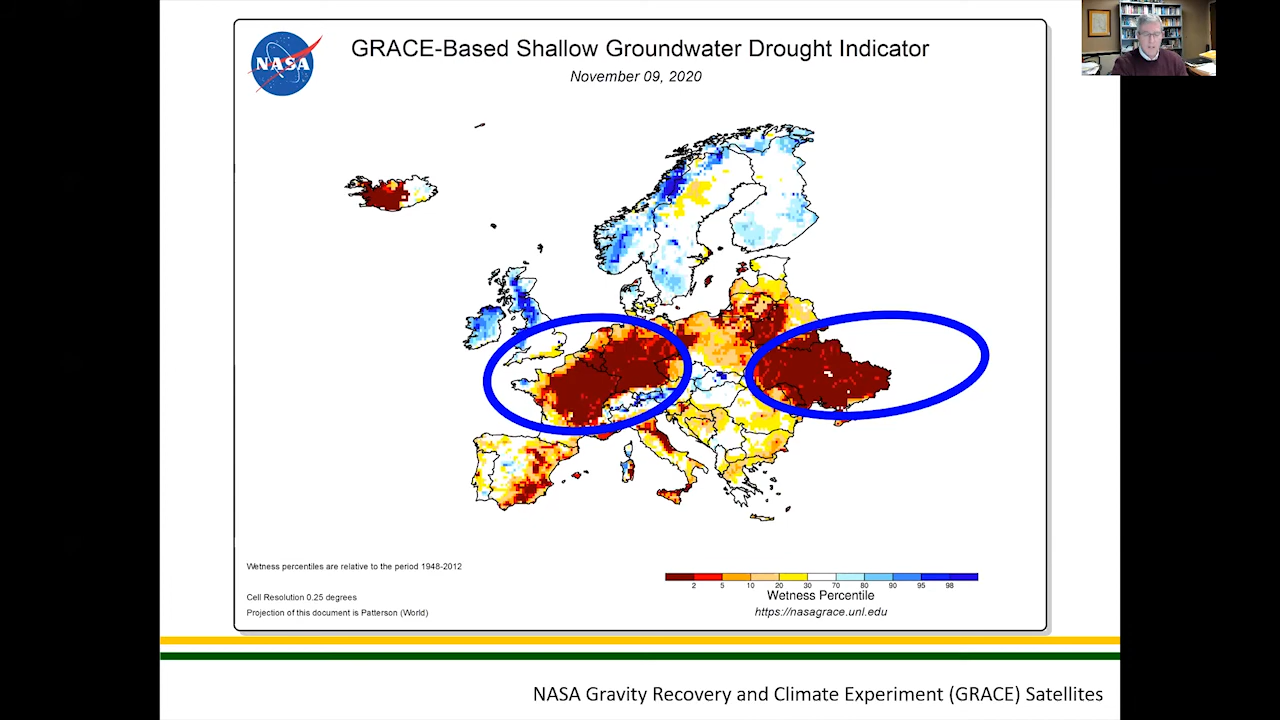 NASA
GRACE-Based Shallow Groundwater Drought Indicator
November 09, 2020
Wetness percentiles are relative to the period 1948-2012
Cell Resolution 0.25 degrees
Projection of this document is Patterson (World)
2 5 10 20 30 70 80 90 95 98
Wetness Percentile
https://nasagrace.unl.edu
NASA Gravity Recovery and Climate Experiment (GRACE) Satellites